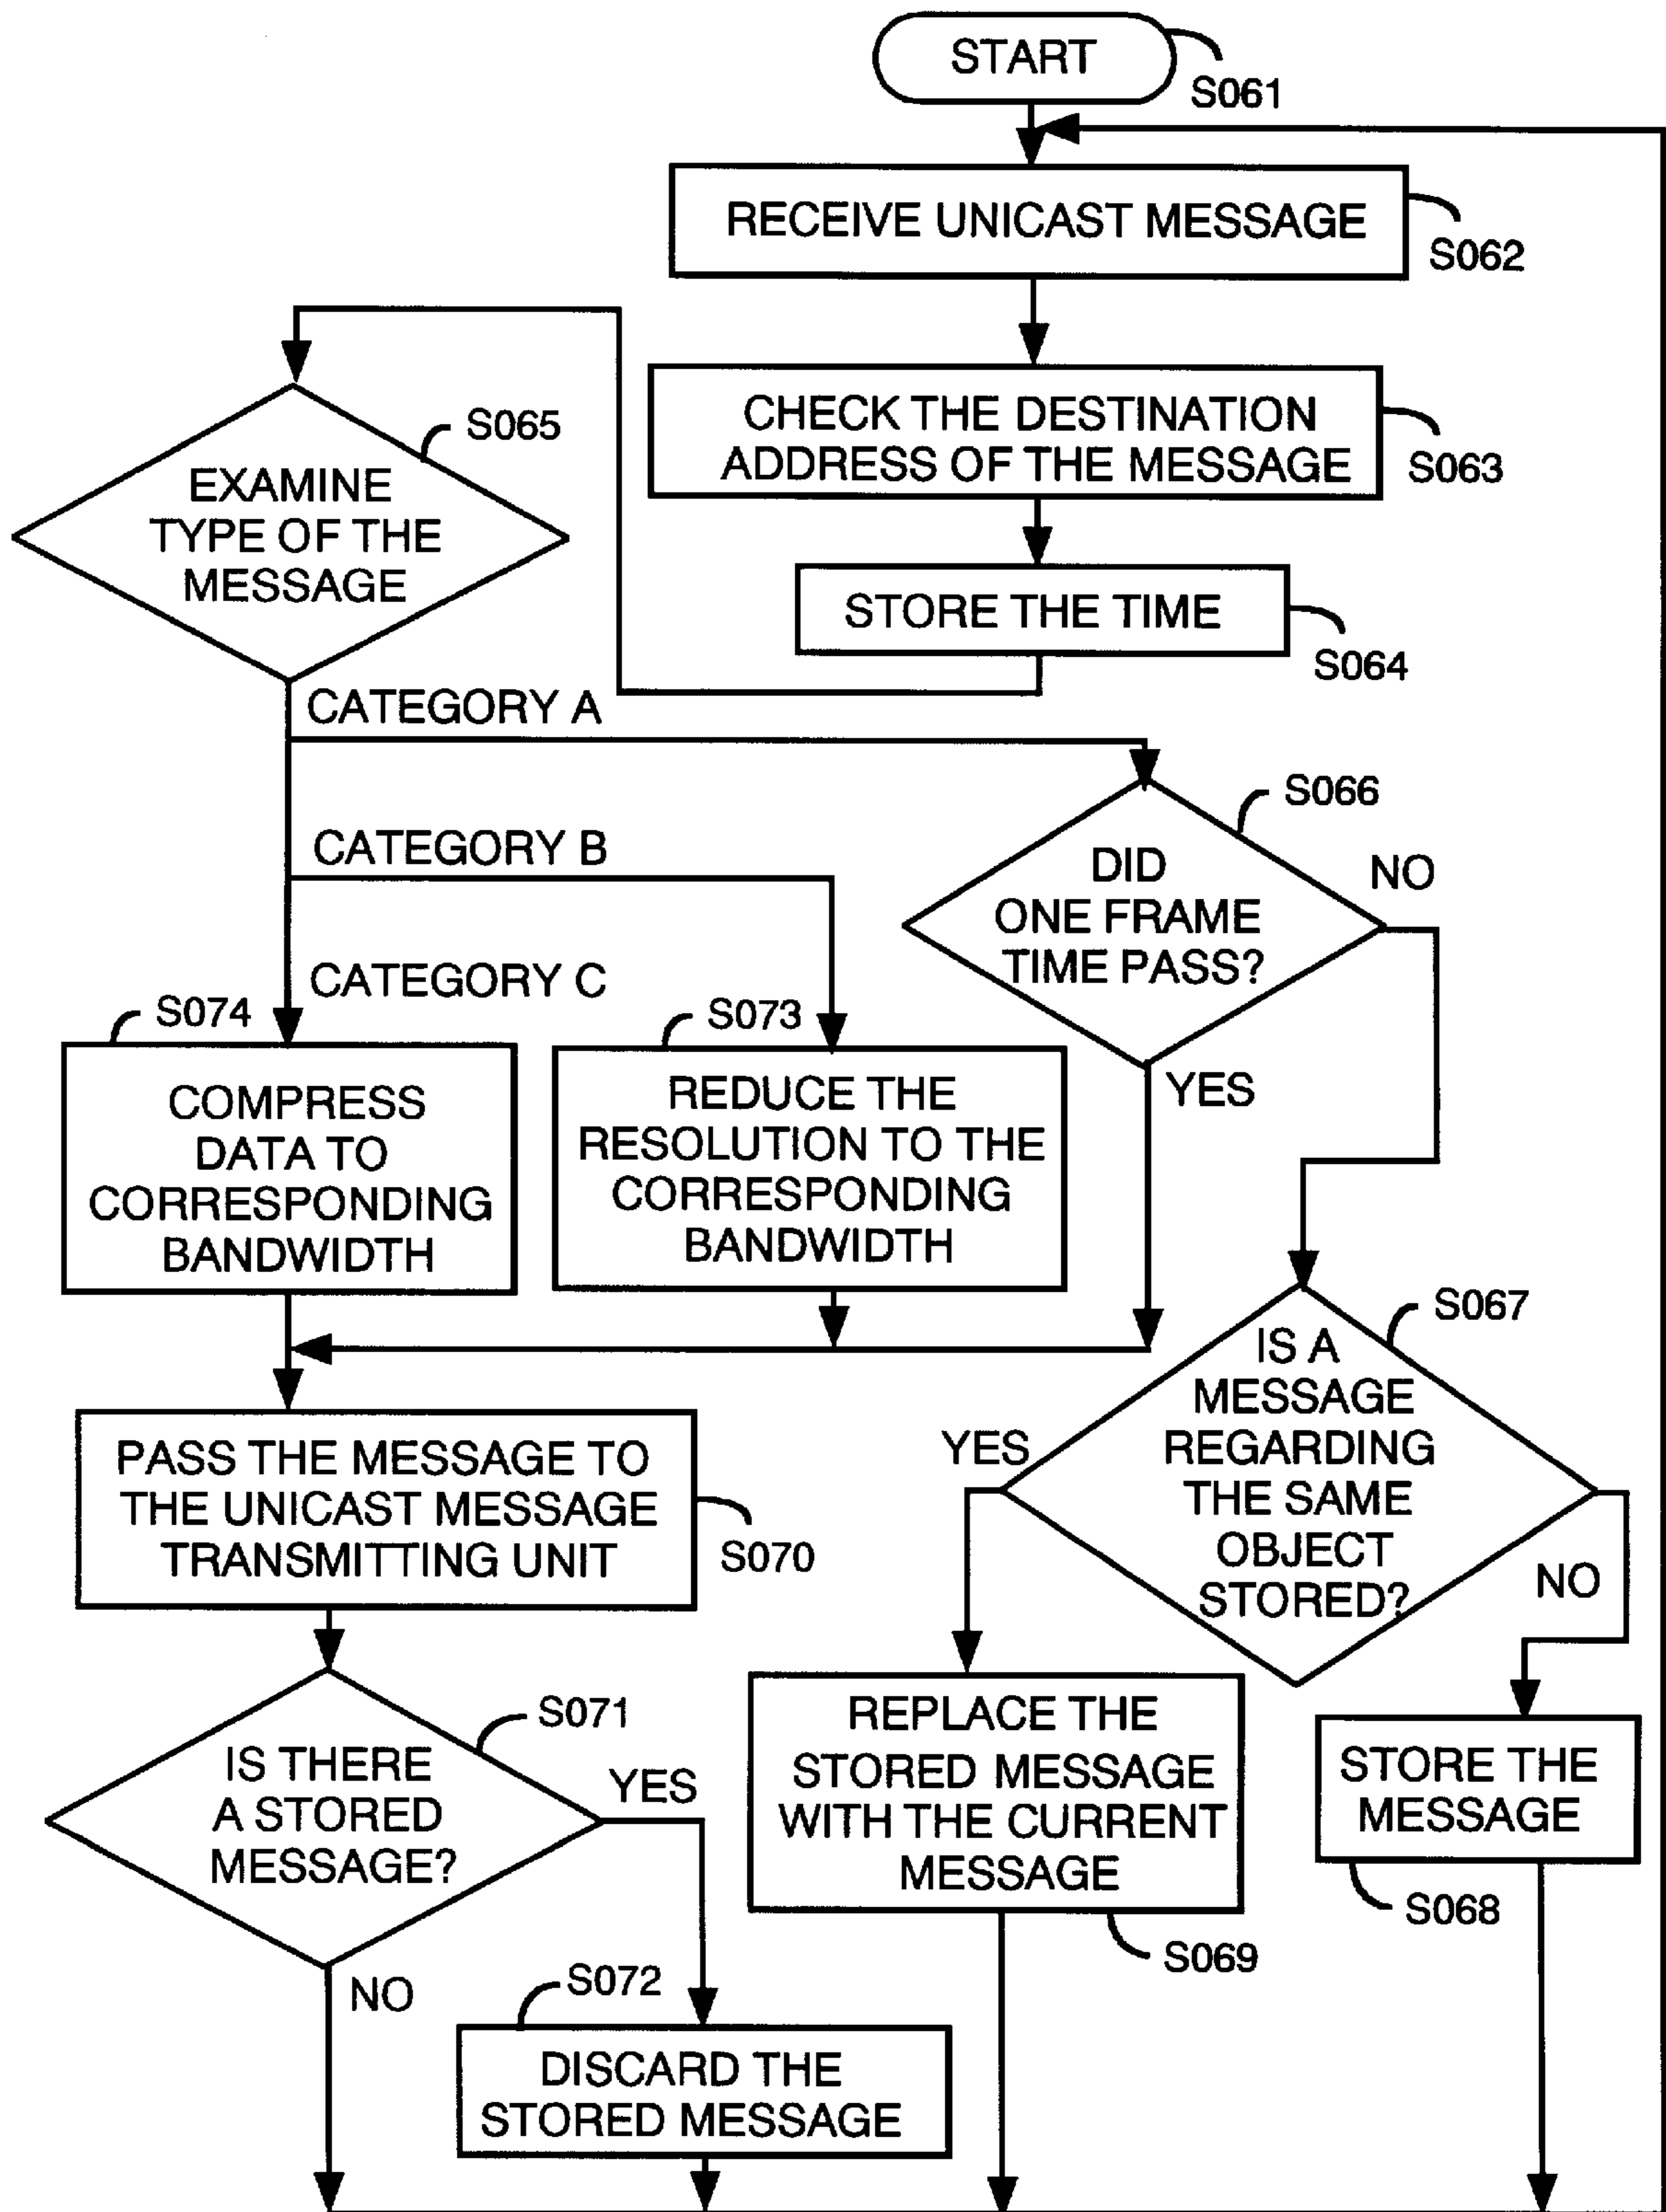 START
S061
RECEIVE UNICAST MESSAGE
S062
CHECK THE DESTINATION
ADDRESS OF THE MESSAGE
S063
STORE THE TIME
S064
S065
EXAMINE
TYPE OF THE
MESSAGE
CATEGORY A
CATEGORY B
CATEGORY C
S066
DID
ONE FRAME
TIME PASS?
NO
YES
S074
COMPRESS
DATA TO
CORRESPONDING
BANDWIDTH
S073
REDUCE THE
RESOLUTION TO THE
CORRESPONDING
BANDWIDTH
S067
IS A
MESSAGE
REGARDING
THE SAME
OBJECT
STORED?
YES
NO
PASS THE MESSAGE TO
THE UNICAST MESSAGE
TRANSMITTING UNIT
S070
S071
IS THERE
A STORED
MESSAGE?
YES
NO
REPLACE THE
STORED MESSAGE
WITH THE CURRENT
MESSAGE
S069
STORE THE
MESSAGE
S068
S072
DISCARD THE
STORED MESSAGE